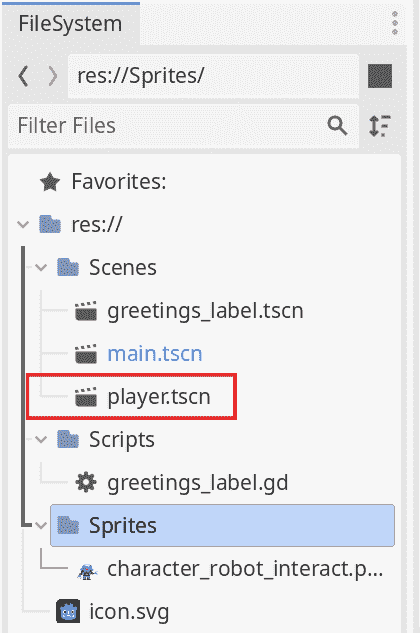 FileSystem
res://Sprites/
Filter Files
Favorites:
res://
Scenes
greetings_label.tscn
main.tscn
player.tscn
Scripts
greetings_label.gd
Sprites
character_robot_interact.p...
icon.svg